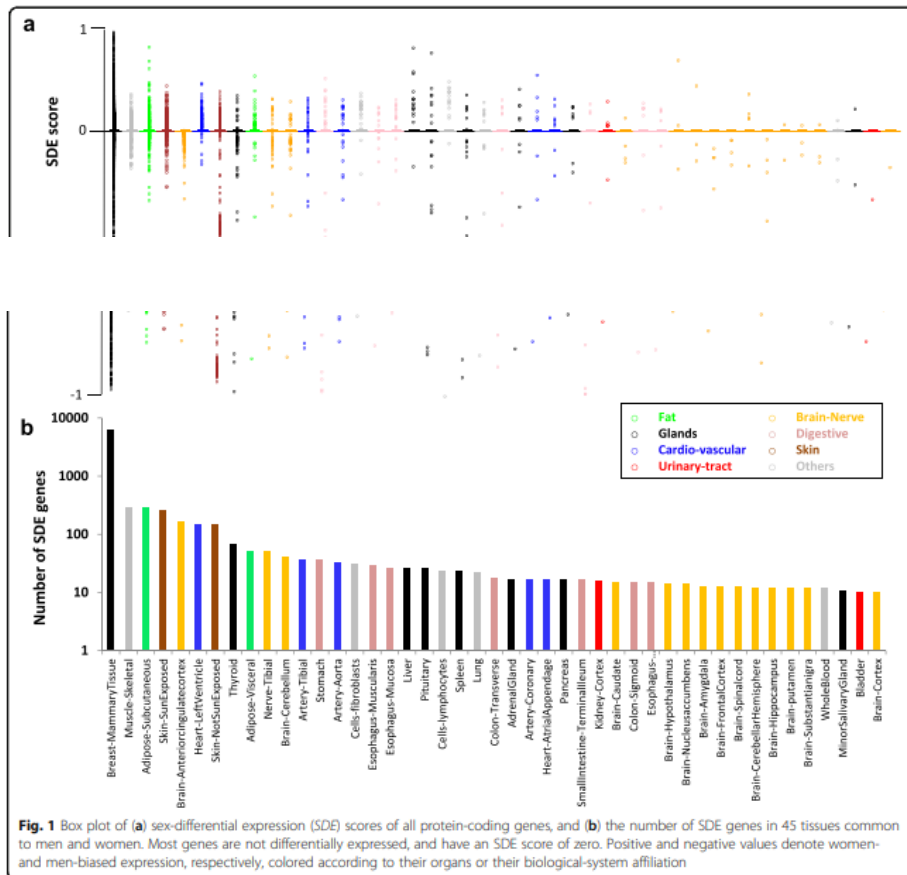 a
1
0
SDE score
-1
b
10000
1000
100
10
1
Number of SDE genes
Fat
Glands
Cardio-vascular
Urinary-tract
Brain-Nerve
Digestive
Skin
Others
Breast-MammaryTissue
Muscle-Skeletal
Adipose-Subcutaneous
Skin-SunExposed
Brain-Anteriorcingulatecortex
Heart-LeftVentricle
Skin-NotSunExposed
Thyroid
Adipose-Visceral
Nerve-Tibial
Brain-Cerebellum
Artery-Tibial
Stomach
Artery-Aorta
Cells-fibroblasts
Esophagus-Muscularis
Esophagus-Mucosa
Liver
Pituitary
Cells-lymphocytes
Spleen
Lung
Colon-Transverse
AdrenalGland
Artery-Coronary
Heart-AtrialAppendage
Pancreas
SmallIntestine-TerminalIleum
Kidney-Cortex
Brain-Caudate
Colon-Sigmoid
Esophagus-...
Brain-Hypothalamus
Brain-Nucleusaccumbens
Brain-Amygdala
Brain-FrontalCortex
Brain-Spinalcord
Brain-CerebellarHemisphere
Brain-Hippocampus
Brain-putamen
Brain-Substantianigra
WholeBlood
MinorSalivaryGland
Bladder
Brain-Cortex
Fig. 1 Box plot of (a) sex-differential expression (SDE) scores of all protein-coding genes, and (b) the number of SDE genes in 45 tissues common
to men and women. Most genes are not differentially expressed, and have an SDE score of zero. Positive and negative values denote women-
and men-biased expression, respectively, colored according to their organs or their biological-system affiliation